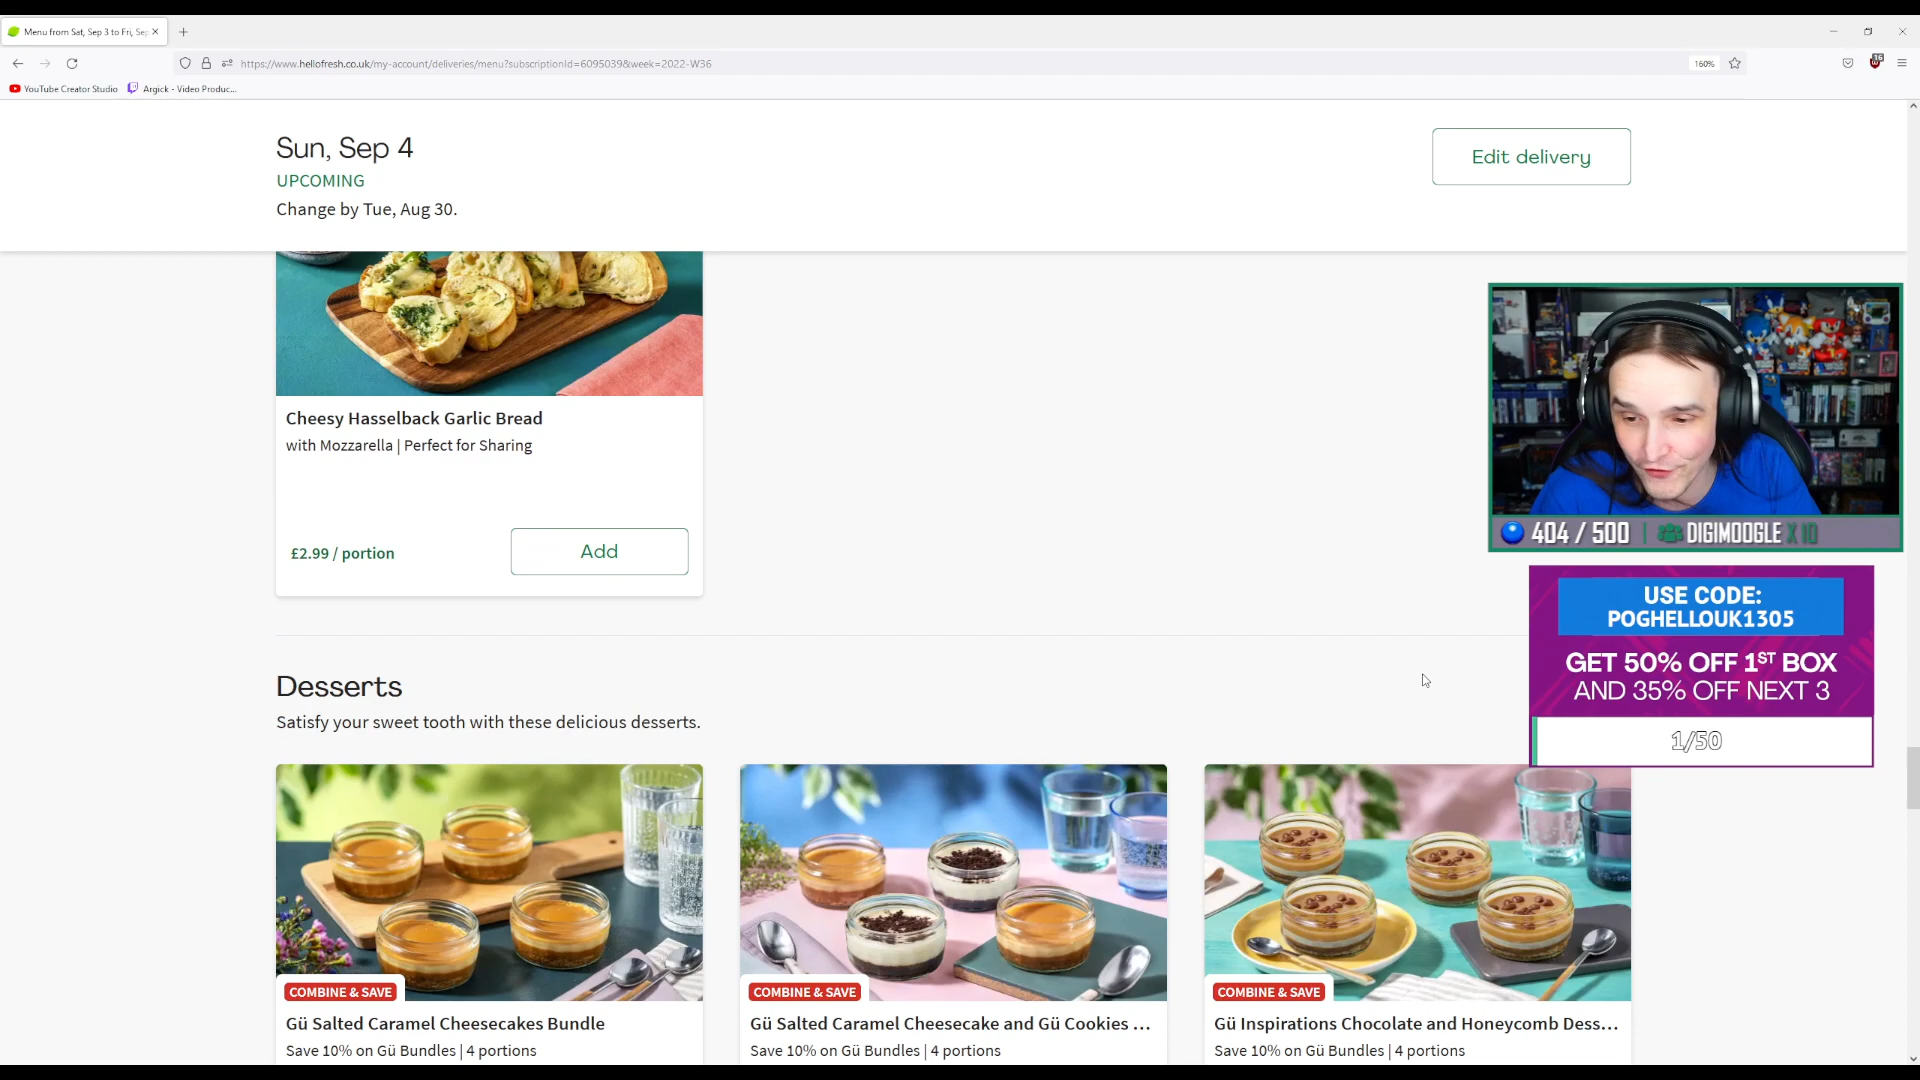 Menu from Sat, Sep 3 to Fri, Sep
https://www.hellofresh.co.uk/my-account/deliveries/menu?subscriptionId=6095039&week=2022-W36
160%
16
YouTube Creator Studio
Argick - Video Produc...
Sun, Sep 4
UPCOMING
Change by Tue, Aug 30.
Edit delivery
Cheesy Hasselback Garlic Bread
with Mozzarella | Perfect for Sharing
£2.99 / portion
Add
404 / 500 | DIGIMOOGLE X 10
USE CODE:
POGHELLOUK1305
GET 50% OFF 1ST BOX
AND 35% OFF NEXT 3
1/50
Desserts
Satisfy your sweet tooth with these delicious desserts.
COMBINE & SAVE
Gü Salted Caramel Cheesecakes Bundle
Save 10% on Gü Bundles | 4 portions
COMBINE & SAVE
Gü Salted Caramel Cheesecake and Gü Cookies ...
Save 10% on Gü Bundles | 4 portions
COMBINE & SAVE
Gü Inspirations Chocolate and Honeycomb Dess...
Save 10% on Gü Bundles | 4 portions